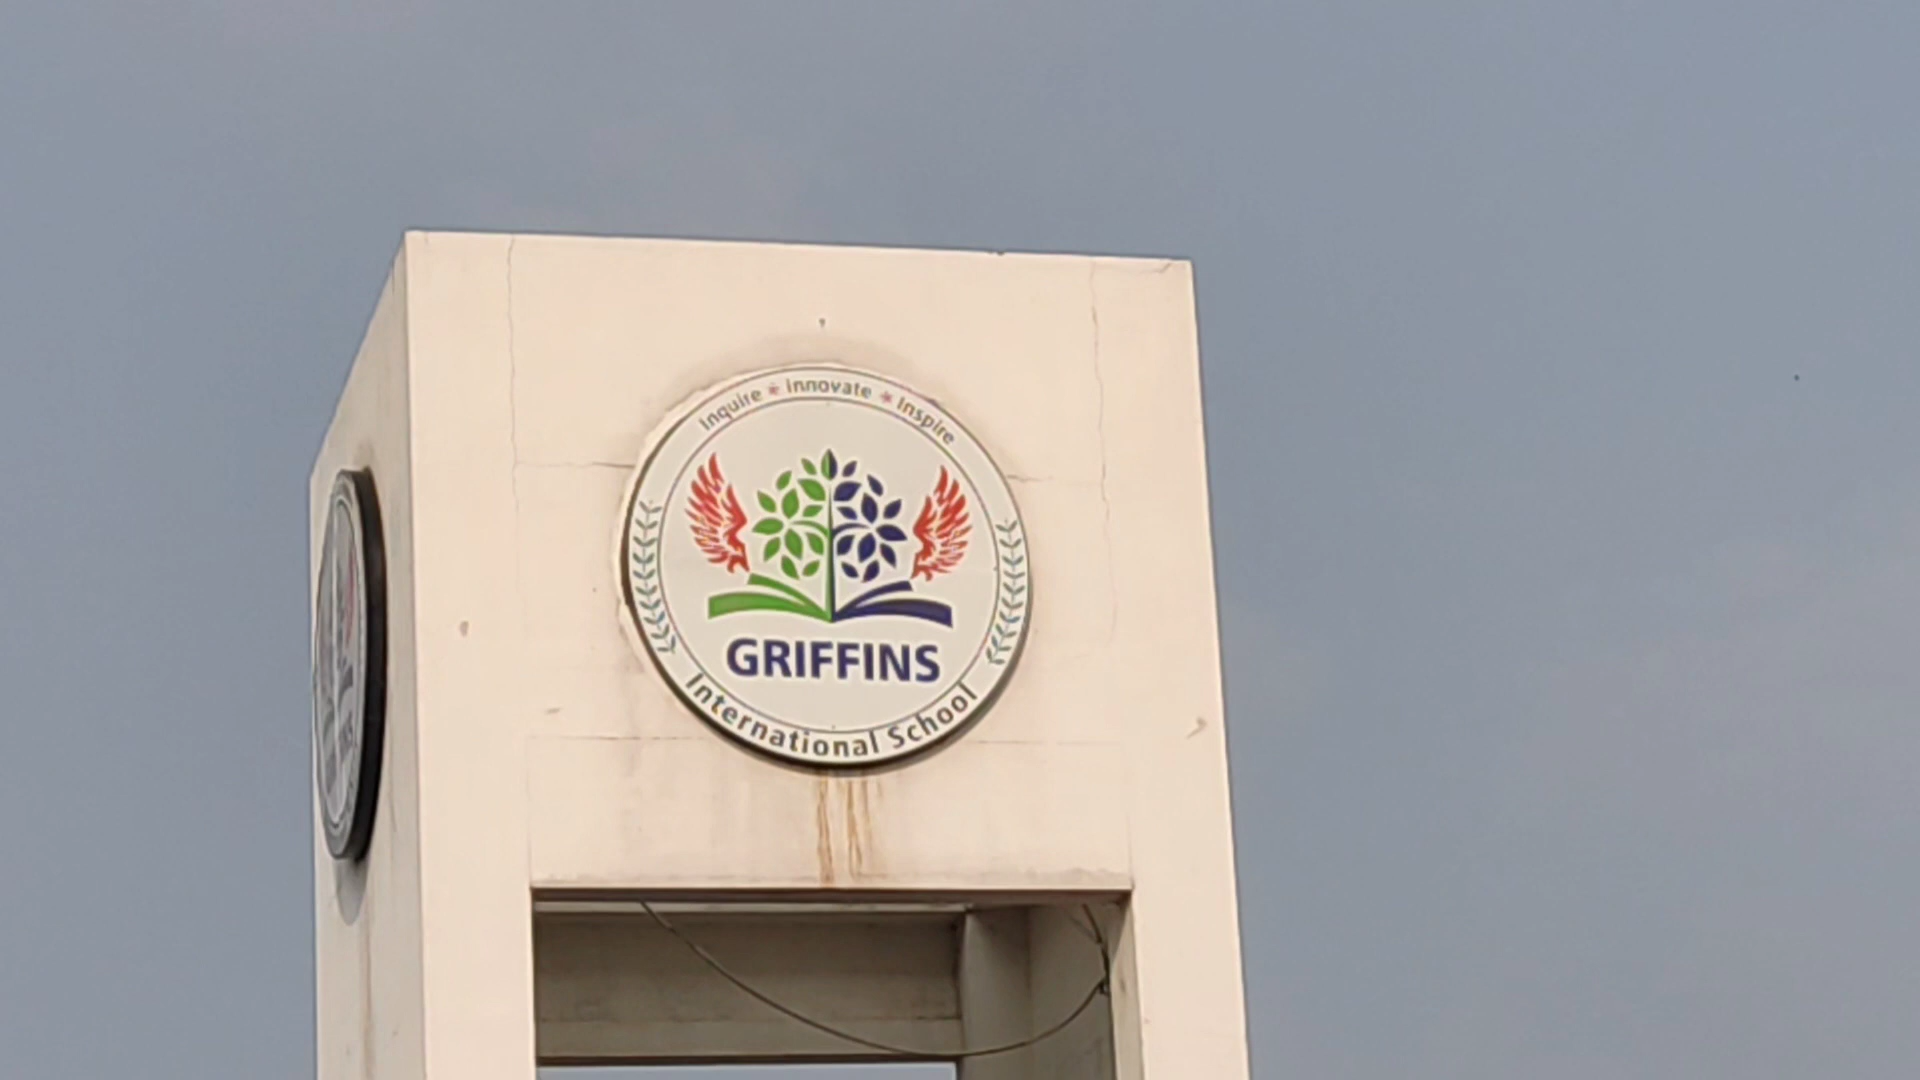 Inquire * Innovate * Inspire
GRIFFINS
International School